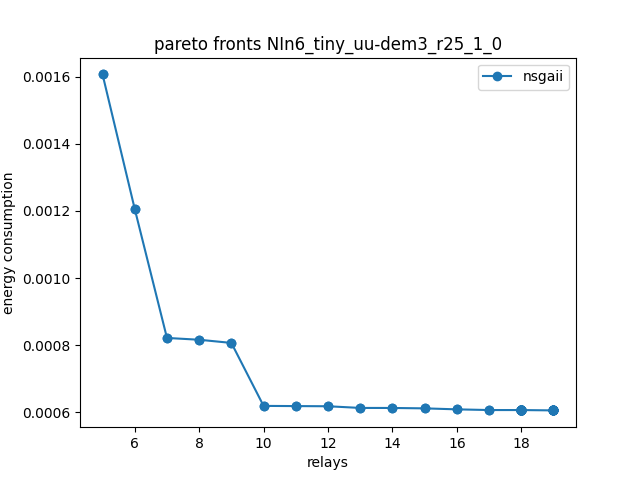 pareto fronts NIn6_tiny_uu-dem3_r25_1_0
nsgaii
0.0016
0.0014
0.0012
0.0010
0.0008
0.0006
energy consumption
6 8 10 12 14 16 18
relays